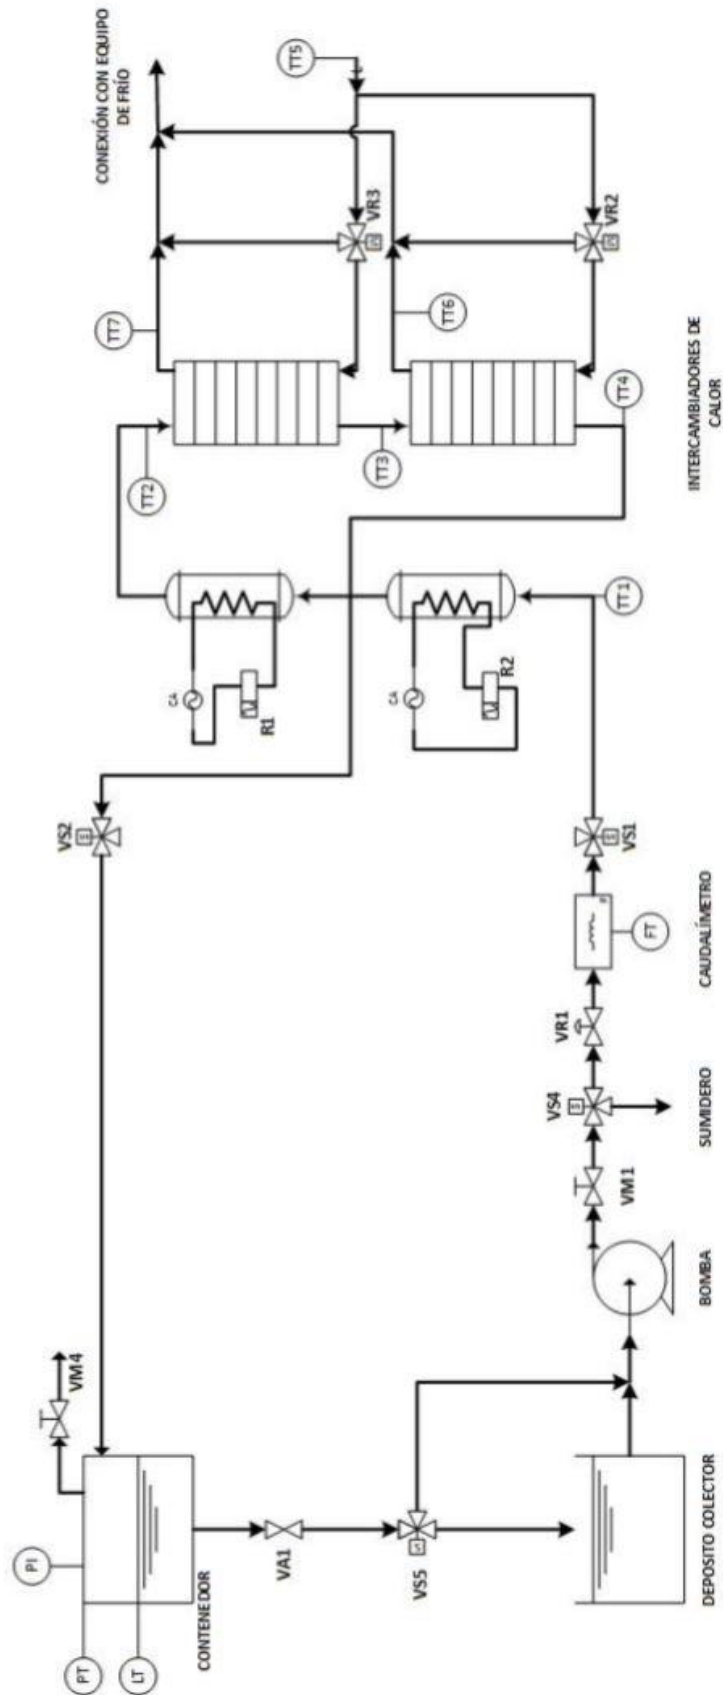 CONEXIÓN CON EQUIPO
DE FRÍO
TT5
VR3
VR2
TT7
TT6
TT2
TT3
TT4
INTERCAMBIADORES DE
CALOR
CA
R1
CA
R2
TT1
VS2
VS1
FT
CAUDALÍMETRO
VR1
VS4
SUMIDERO
VM1
BOMBA
VM4
PI
PT
LT
CONTENEDOR
VA1
VS5
DEPOSITO COLECTOR